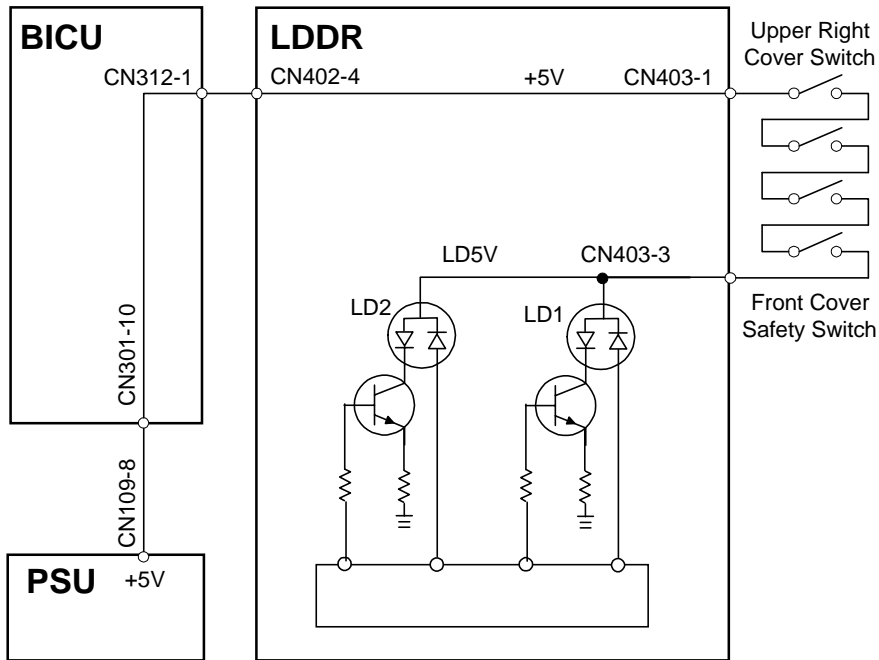 BICU
LDDR
Upper Right
Cover Switch
CN312-1
CN402-4
+5V
CN403-1
LD5V
CN403-3
LD2
LD1
Front Cover
Safety Switch
CN301-10
CN109-8
PSU
+5V